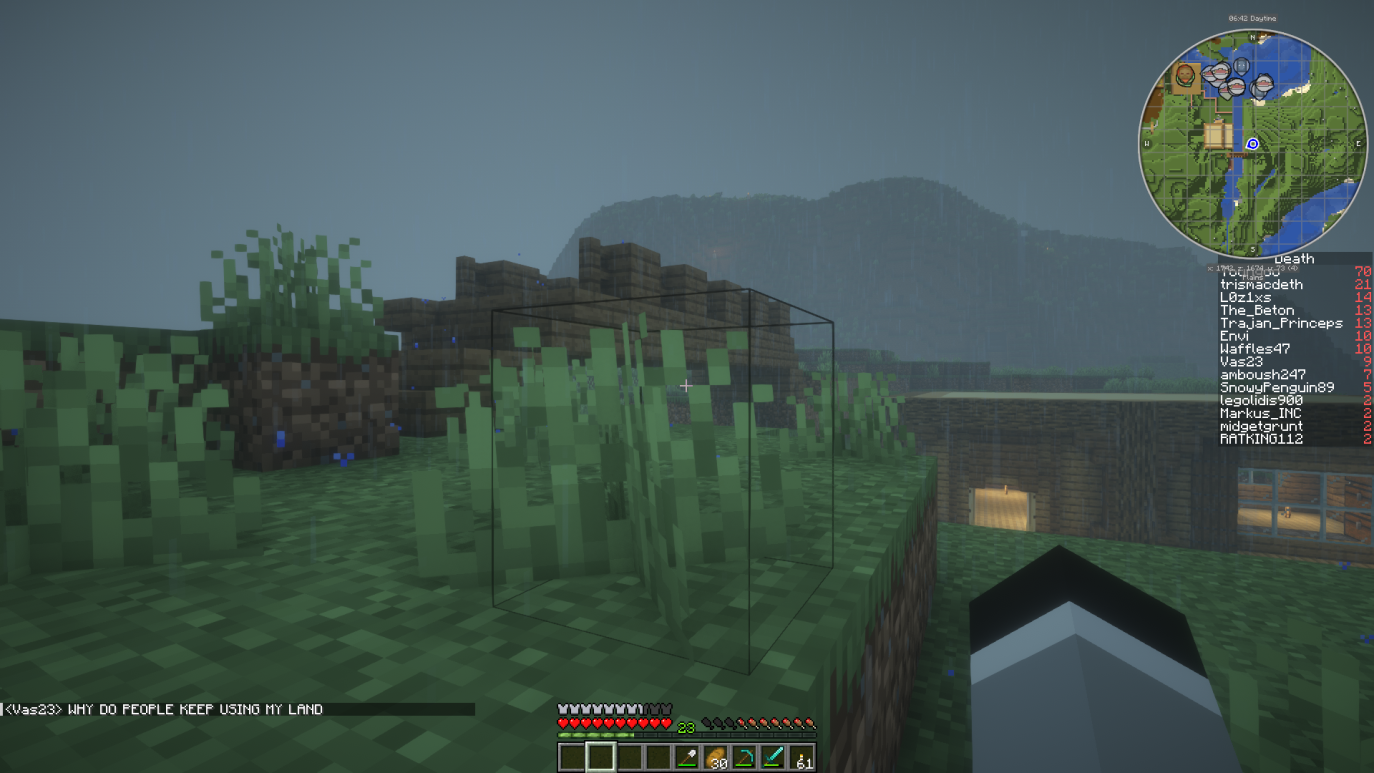 06:42 Daytime
N
W
E
S
Death
70
trismacdeth 21
L0z1xs 14
The_Beton 13
Trajan_Princeps 13
Envi 10
Waffles47 10
Vas23 9
amboush247 7
SnowyPenguin89 5
legolidis900 2
Markus_INC 2
midgetgrunt 2
RATKING112 2
<Vas23> WHY DO PEOPLE KEEP USING MY LAND
23
30
61